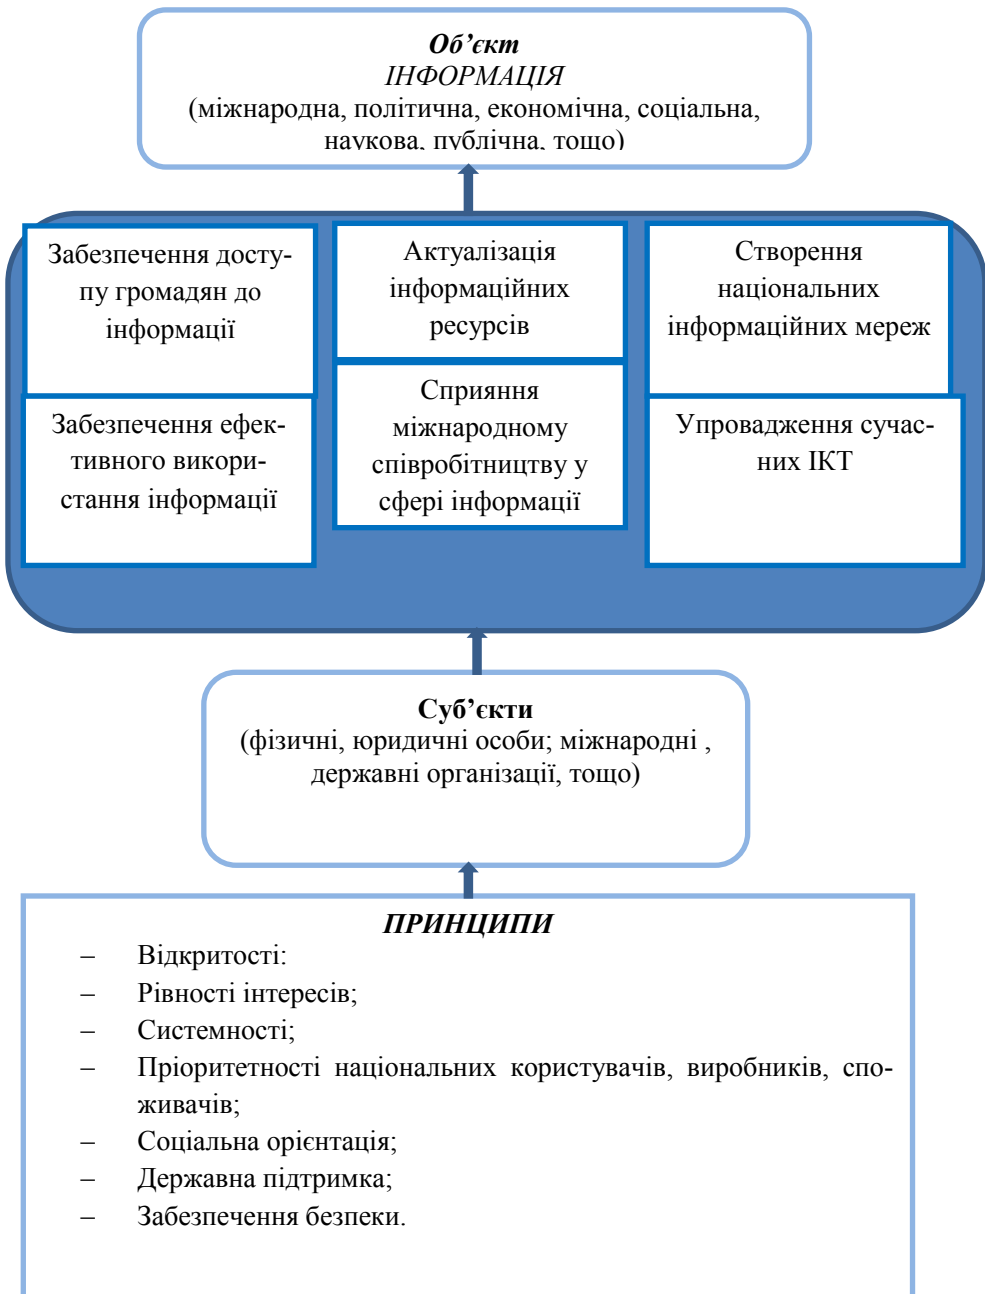 Об’єкт
ІНФОРМАЦІЯ
(міжнародна, політична, економічна, соціальна,
наукова, публічна, тощо)
Забезпечення досту-
пу громадян до
інформації
Актуалізація
інформаційних
ресурсів
Створення
національних
інформаційних мереж
Забезпечення ефек-
тивного викори-
стання інформації
Сприяння
міжнародному
співробітництву у
сфері інформації
Упровадження сучас-
них ІКТ
Суб’єкти
(фізичні, юридичні особи; міжнародні ,
державні організації, тощо)
ПРИНЦИПИ
– Відкритості:
– Рівності інтересів;
– Системності;
– Пріоритетності національних користувачів, виробників, спо-
живачів;
– Соціальна орієнтація;
– Державна підтримка;
– Забезпечення безпеки.